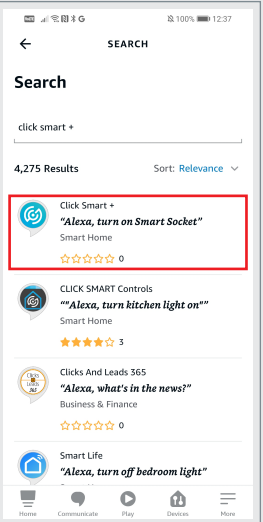 100% 12:37
SEARCH
Search
click smart +
4,275 Results Sort: Relevance
Click Smart +
“Alexa, turn on Smart Socket”
Smart Home
0
CLICK SMART Controls
“"Alexa, turn kitchen light on"”
Smart Home
3
Clicks And Leads 365
“Alexa, what's in the news?”
Business & Finance
0
Smart Life
“Alexa, turn off bedroom light”
Home Communicate Play Devices More